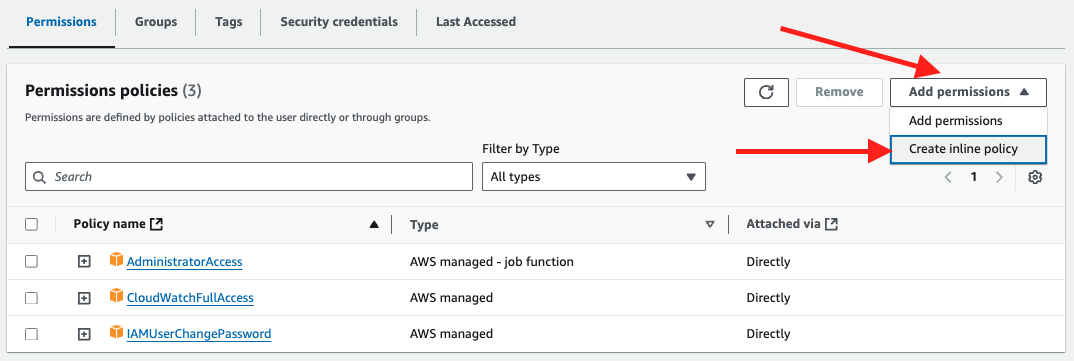 Permissions Groups Tags Security credentials Last Accessed
Permissions policies (3) Remove Add permissions
Permissions are defined by policies attached to the user directly or through groups. Add permissions
Filter by Type Create inline policy
Search All types 1
Policy name Type Attached via
AdministratorAccess AWS managed - job function Directly
CloudWatchFullAccess AWS managed Directly
IAMUserChangePassword AWS managed Directly